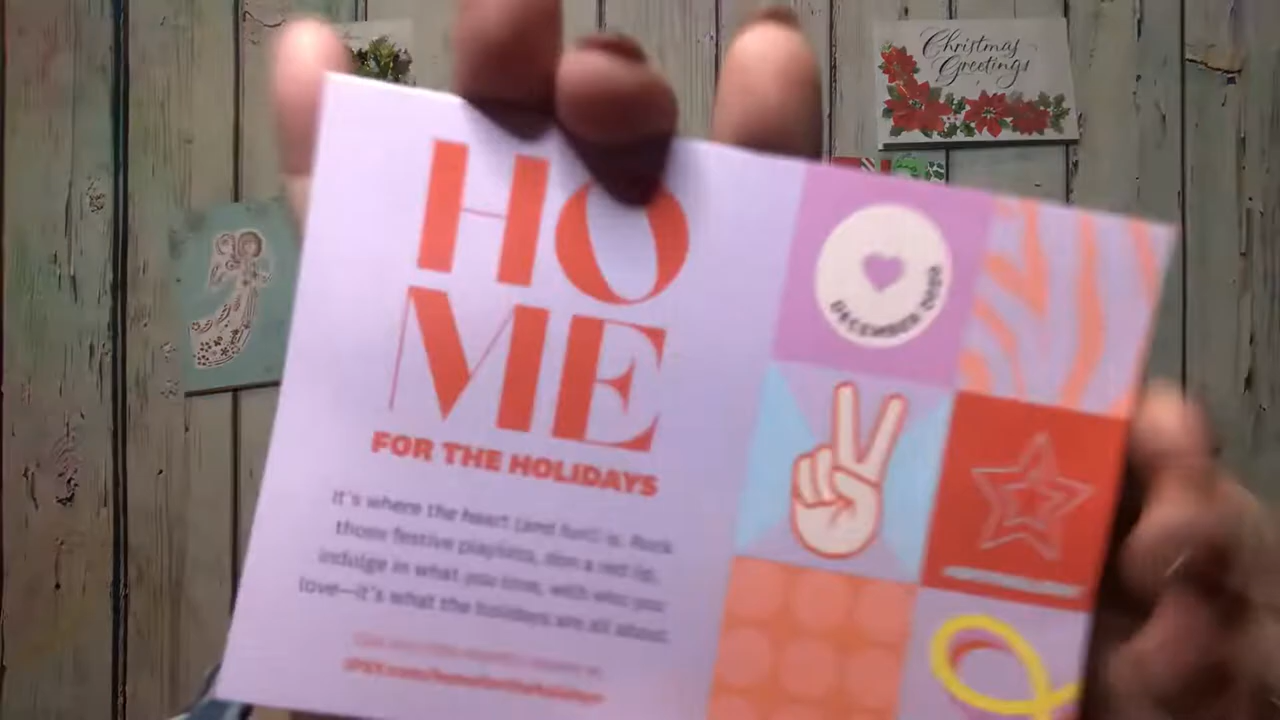 Christmas
Greetings
HO
ME
FOR THE HOLIDAYS
It's where the heart (and fun!) is. Rock
those festive playlists, don a red lip,
indulge in what you love, with who you
love—it's what the holidays are all about.
DECEMBER